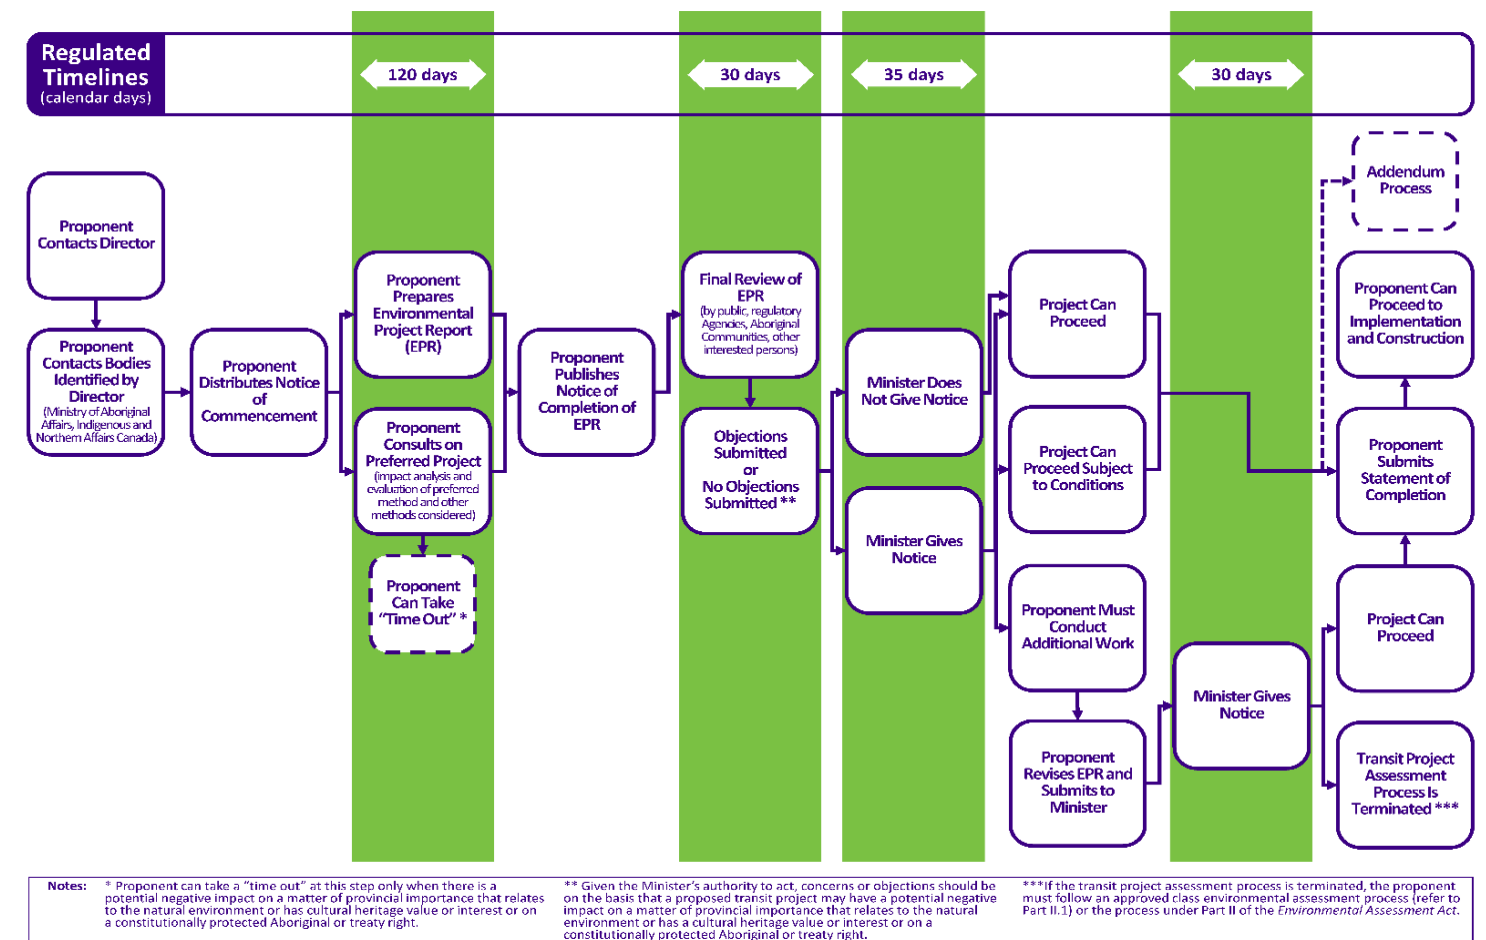 Regulated
Timelines
(calendar days)
120 days
30 days
35 days
30 days
Proponent
Contacts Director
Proponent
Contacts Bodies
Identified by
Director
(Ministry of Aboriginal
Affairs, Indigenous and
Northern Affairs Canada)
Proponent
Distributes Notice
of
Commencement
Proponent
Prepares
Environmental
Project Report
(EPR)
Proponent
Consults on
Preferred Project
(impact analysis and
evaluation of preferred
method and other
methods considered)
Proponent
Can Take
“Time Out” *
Proponent
Publishes
Notice of
Completion of
EPR
Final Review of
EPR
(by public, regulatory
Agencies, Aboriginal
Communities, other
interested persons)
Objections
Submitted
or
No Objections
Submitted **
Minister Does
Not Give Notice
Minister Gives
Notice
Project Can
Proceed
Project Can
Proceed Subject
to Conditions
Proponent Must
Conduct
Additional Work
Proponent
Revises EPR and
Submits to
Minister
Minister Gives
Notice
Addendum
Process
Proponent Can
Proceed to
Implementation
and Construction
Proponent
Submits
Statement of
Completion
Project Can
Proceed
Transit Project
Assessment
Process Is
Terminated ***
Notes:
* Proponent can take a “time out” at this step only when there is a
potential negative impact on a matter of provincial importance that relates
to the natural environment or has cultural heritage value or interest or on
a constitutionally protected Aboriginal or treaty right.
** Given the Minister’s authority to act, concerns or objections should be
on the basis that a proposed transit project may have a potential negative
impact on a matter of provincial importance that relates to the natural
environment or has a cultural heritage value or interest or on a
constitutionally protected Aboriginal or treaty right.
***If the transit project assessment process is terminated, the proponent
must follow an approved class environmental assessment process (refer to
Part II.1) or the process under Part II of the Environmental Assessment Act.